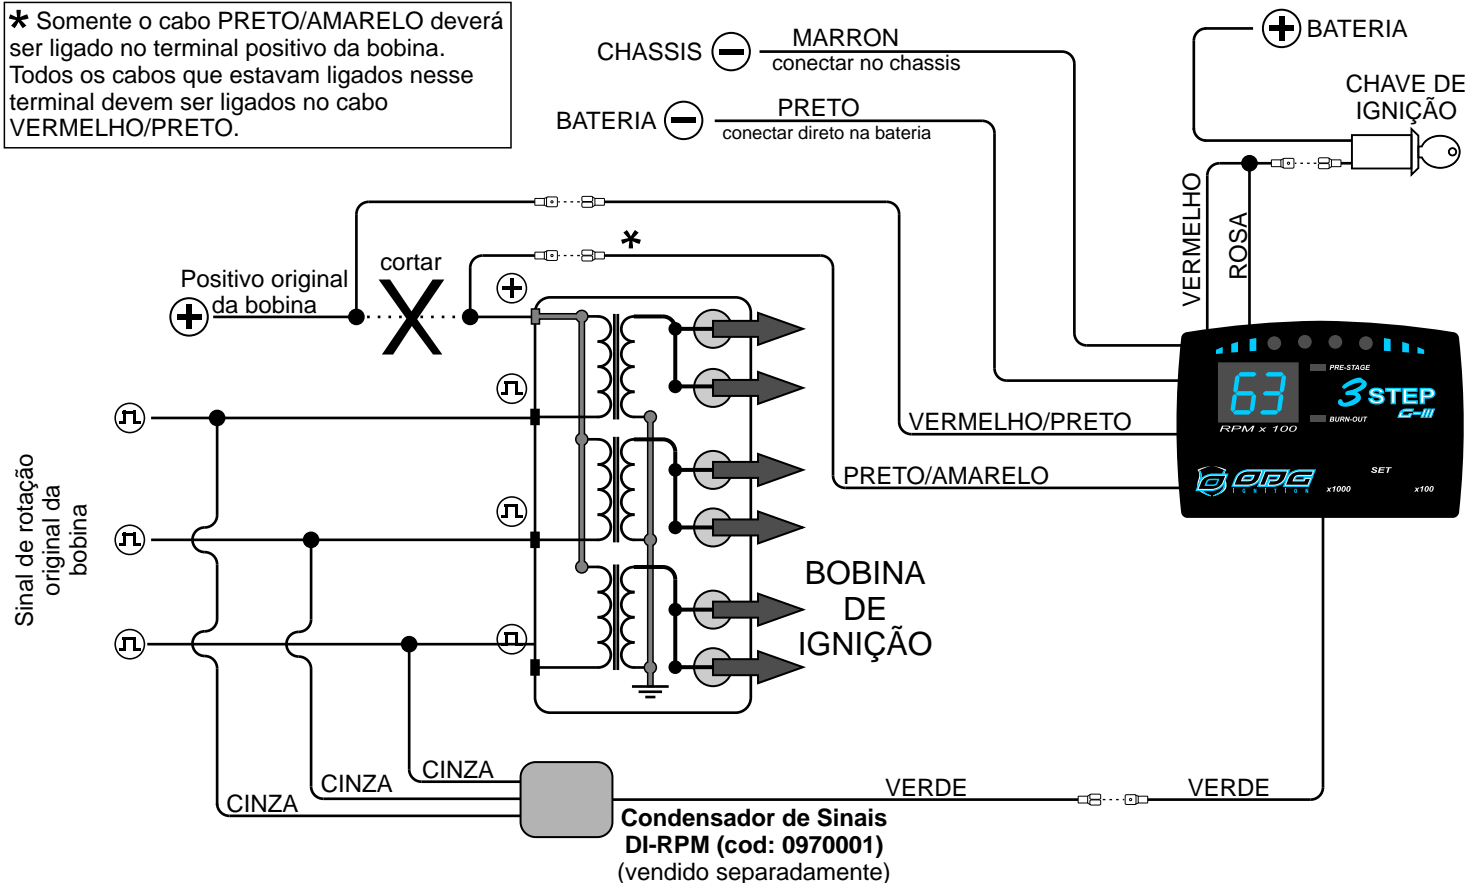 * Somente o cabo PRETO/AMARELO deverá
ser ligado no terminal positivo da bobina.
Todos os cabos que estavam ligados nesse
terminal devem ser ligados no cabo
VERMELHO/PRETO.
CHASSIS
MARRON
conectar no chassis
BATERIA
PRETO
conectar direto na bateria
BATERIA
CHAVE DE
IGNIÇÃO
VERMELHO
ROSA
*
Positivo original
da bobina
cortar
VERMELHO/PRETO
PRETO/AMARELO
63
RPM x 100
PRE-STAGE
3 STEP
G-III
BURN-OUT
ODG
IGNITION
SET
x1000
x100
Sinal de rotação
original da
bobina
BOBINA
DE
IGNIÇÃO
CINZA
CINZA
CINZA
VERDE
VERDE
Condensador de Sinais
DI-RPM (cod: 0970001)
(vendido separadamente)